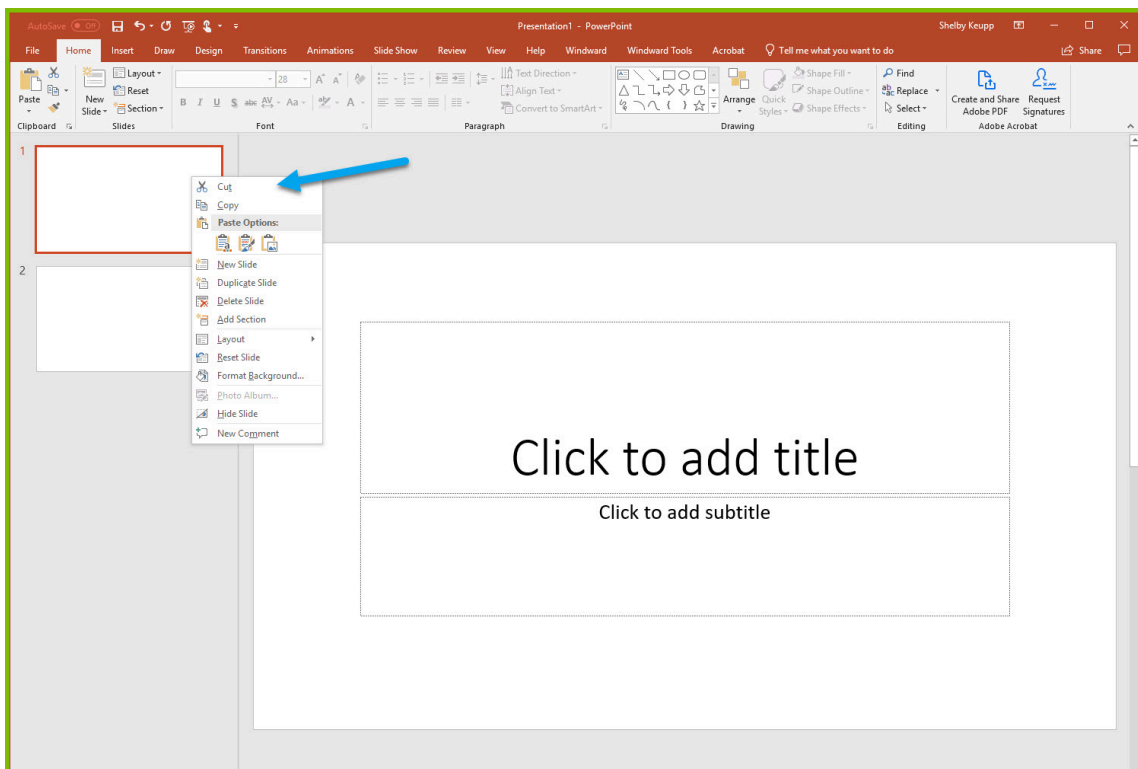 AutoSave Off Presentation1 - PowerPoint Shelby Keupp
File Home Insert Draw Design Transitions Animations Slide Show Review View Help Windward Windward Tools Acrobat Tell me what you want to do Share
Paste
New Slide
Layout
Reset
Section
28
B I U S abc AV Aa A
Text Direction
Align Text
Convert to SmartArt
Arrange
Quick Styles
Shape Fill
Shape Outline
Shape Effects
Find
Replace
Select
Create and Share Adobe PDF
Request Signatures
Clipboard Slides Font Paragraph Drawing Editing Adobe Acrobat
1
2
Cut
Copy
Paste Options:
New Slide
Duplicate Slide
Delete Slide
Add Section
Layout
Reset Slide
Format Background...
Photo Album...
Hide Slide
New Comment
Click to add title
Click to add subtitle